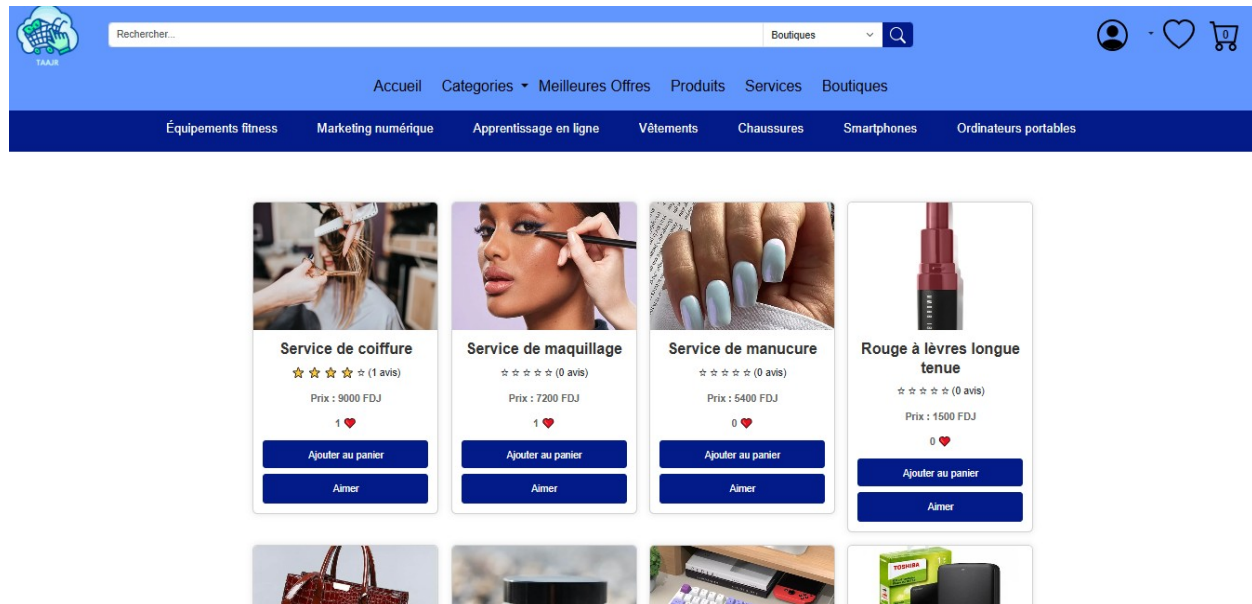 TAAJR
Rechercher...
Boutiques
0
Accueil Categories Meilleures Offres Produits Services Boutiques
Équipements fitness Marketing numérique Apprentissage en ligne Vêtements Chaussures Smartphones Ordinateurs portables
Service de coiffure
(1 avis)
Prix : 9000 FDJ
1
Ajouter au panier
Aimer
Service de maquillage
(0 avis)
Prix : 7200 FDJ
1
Ajouter au panier
Aimer
Service de manucure
(0 avis)
Prix : 5400 FDJ
0
Ajouter au panier
Aimer
Rouge à lèvres longue
tenue
(0 avis)
Prix : 1500 FDJ
0
Ajouter au panier
Aimer
TOSHIBA